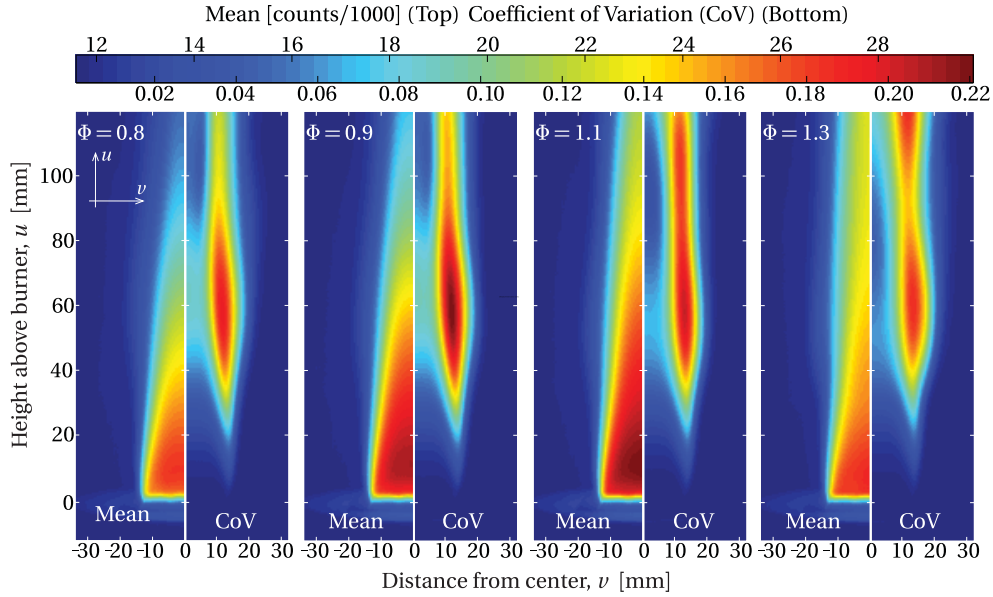 Mean [counts/1000] (Top) Coefficient of Variation (CoV) (Bottom)
12 14 16 18 20 22 24 26 28
0.02 0.04 0.06 0.08 0.10 0.12 0.14 0.16 0.18 0.20 0.22
Φ = 0.8 Φ = 0.9 Φ = 1.1 Φ = 1.3
u
v
Height above burner, u [mm]
100
80
60
40
20
0
Mean CoV Mean CoV Mean CoV Mean CoV
−30 −20 −10 0 10 20 30 −30 −20 −10 0 10 20 30 −30 −20 −10 0 10 20 30 −30 −20 −10 0 10 20 30
Distance from center, v [mm]